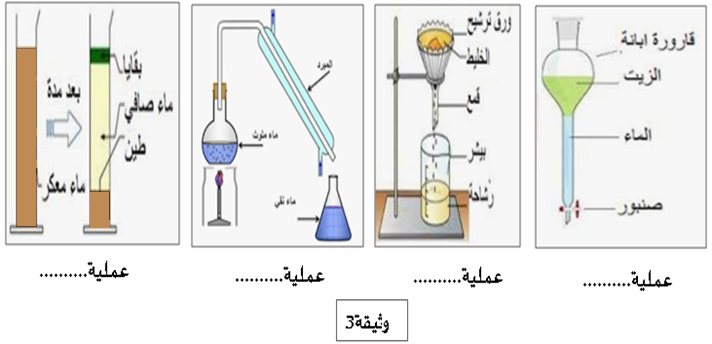 قارورة ابانة
الزيت
الماء
صنبور
عملية..........
ورق ترشيح
الخليط
قمع
بيشر
رشاحة
عملية..........
المبرد
ماء ملوث
ماء نقي
عملية..........
بعد مدة
بقايا
ماء صافي
طين
ماء معكر
عملية..........
وثيقة3